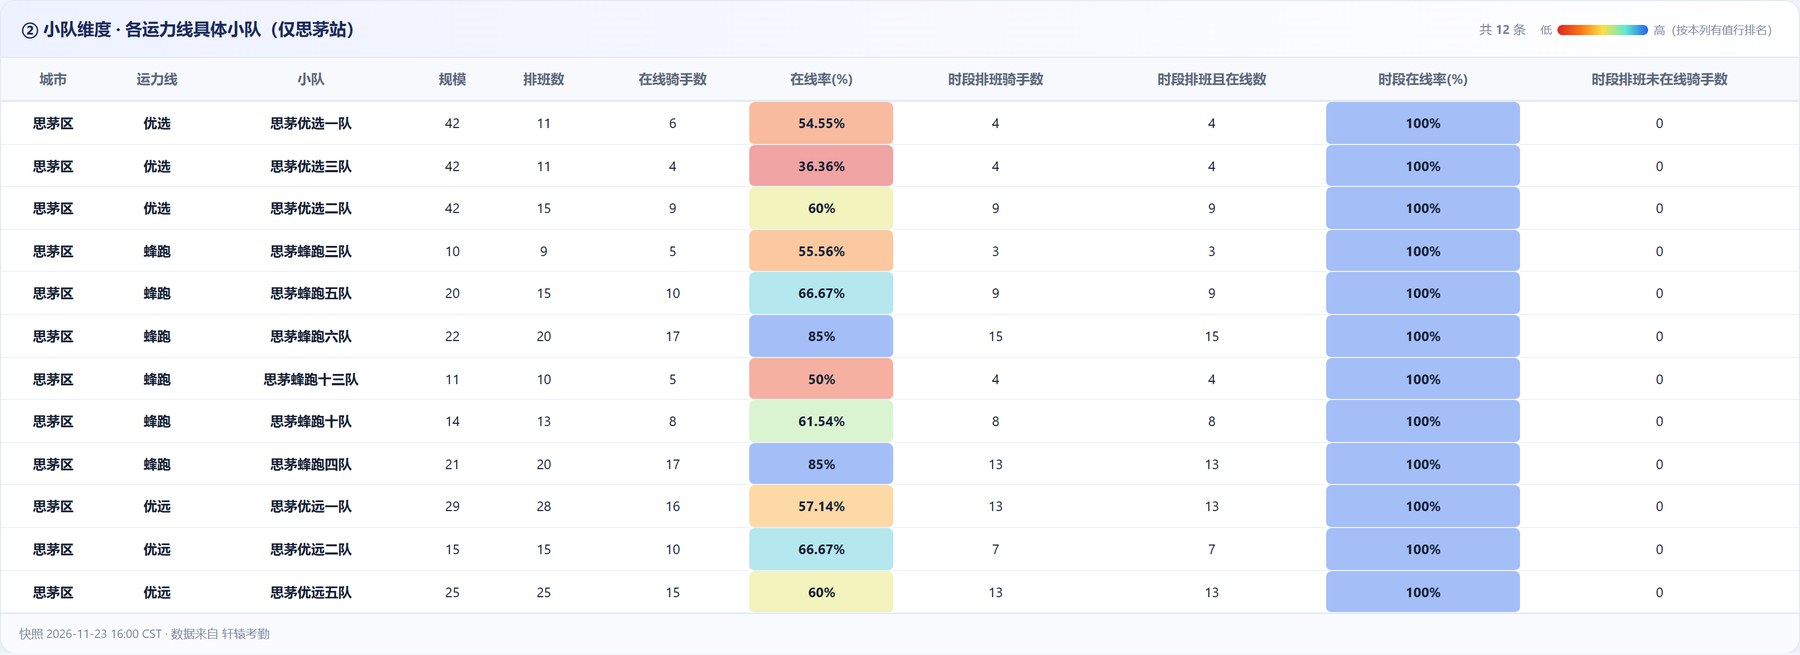 ② 小队维度 · 各运力线具体小队（仅思茅站）
共 12 条 低 高 (按本列有值行排名)
城市 运力线 小队 规模 排班数 在线骑手数 在线率(%) 时段排班骑手数 时段排班且在线数 时段在线率(%) 时段排班未在线骑手数
思茅区 优选 思茅优选一队 42 11 6 54.55% 4 4 100% 0
思茅区 优选 思茅优选三队 42 11 4 36.36% 4 4 100% 0
思茅区 优选 思茅优选二队 42 15 9 60% 9 9 100% 0
思茅区 蜂跑 思茅蜂跑三队 10 9 5 55.56% 3 3 100% 0
思茅区 蜂跑 思茅蜂跑五队 20 15 10 66.67% 9 9 100% 0
思茅区 蜂跑 思茅蜂跑六队 22 20 17 85% 15 15 100% 0
思茅区 蜂跑 思茅蜂跑十三队 11 10 5 50% 4 4 100% 0
思茅区 蜂跑 思茅蜂跑十队 14 13 8 61.54% 8 8 100% 0
思茅区 蜂跑 思茅蜂跑四队 21 20 17 85% 13 13 100% 0
思茅区 优远 思茅优远一队 29 28 16 57.14% 13 13 100% 0
思茅区 优远 思茅优远二队 15 15 10 66.67% 7 7 100% 0
思茅区 优远 思茅优远五队 25 25 15 60% 13 13 100% 0
快照 2026-11-23 16:00 CST · 数据来自 轩辕考勤